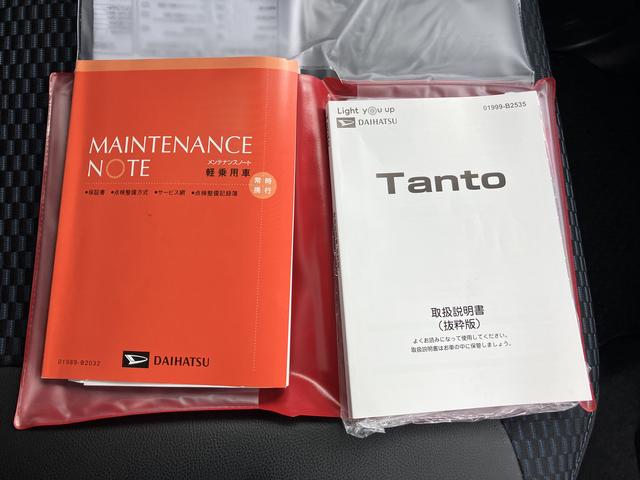 MAINTENANCE
NOTE
メンテナンスノート
軽乗用車
常時
携行
●保証書 ●点検整備方式 ●サービス網 ●点検整備記録簿
01989-B2032
DAIHATSU
Light you up
01999-B2535
DAIHATSU
Tanto
取扱説明書
(抜粋版)
よくお読みになって使用してください。
取扱説明書はお車の中に保管しましょう。